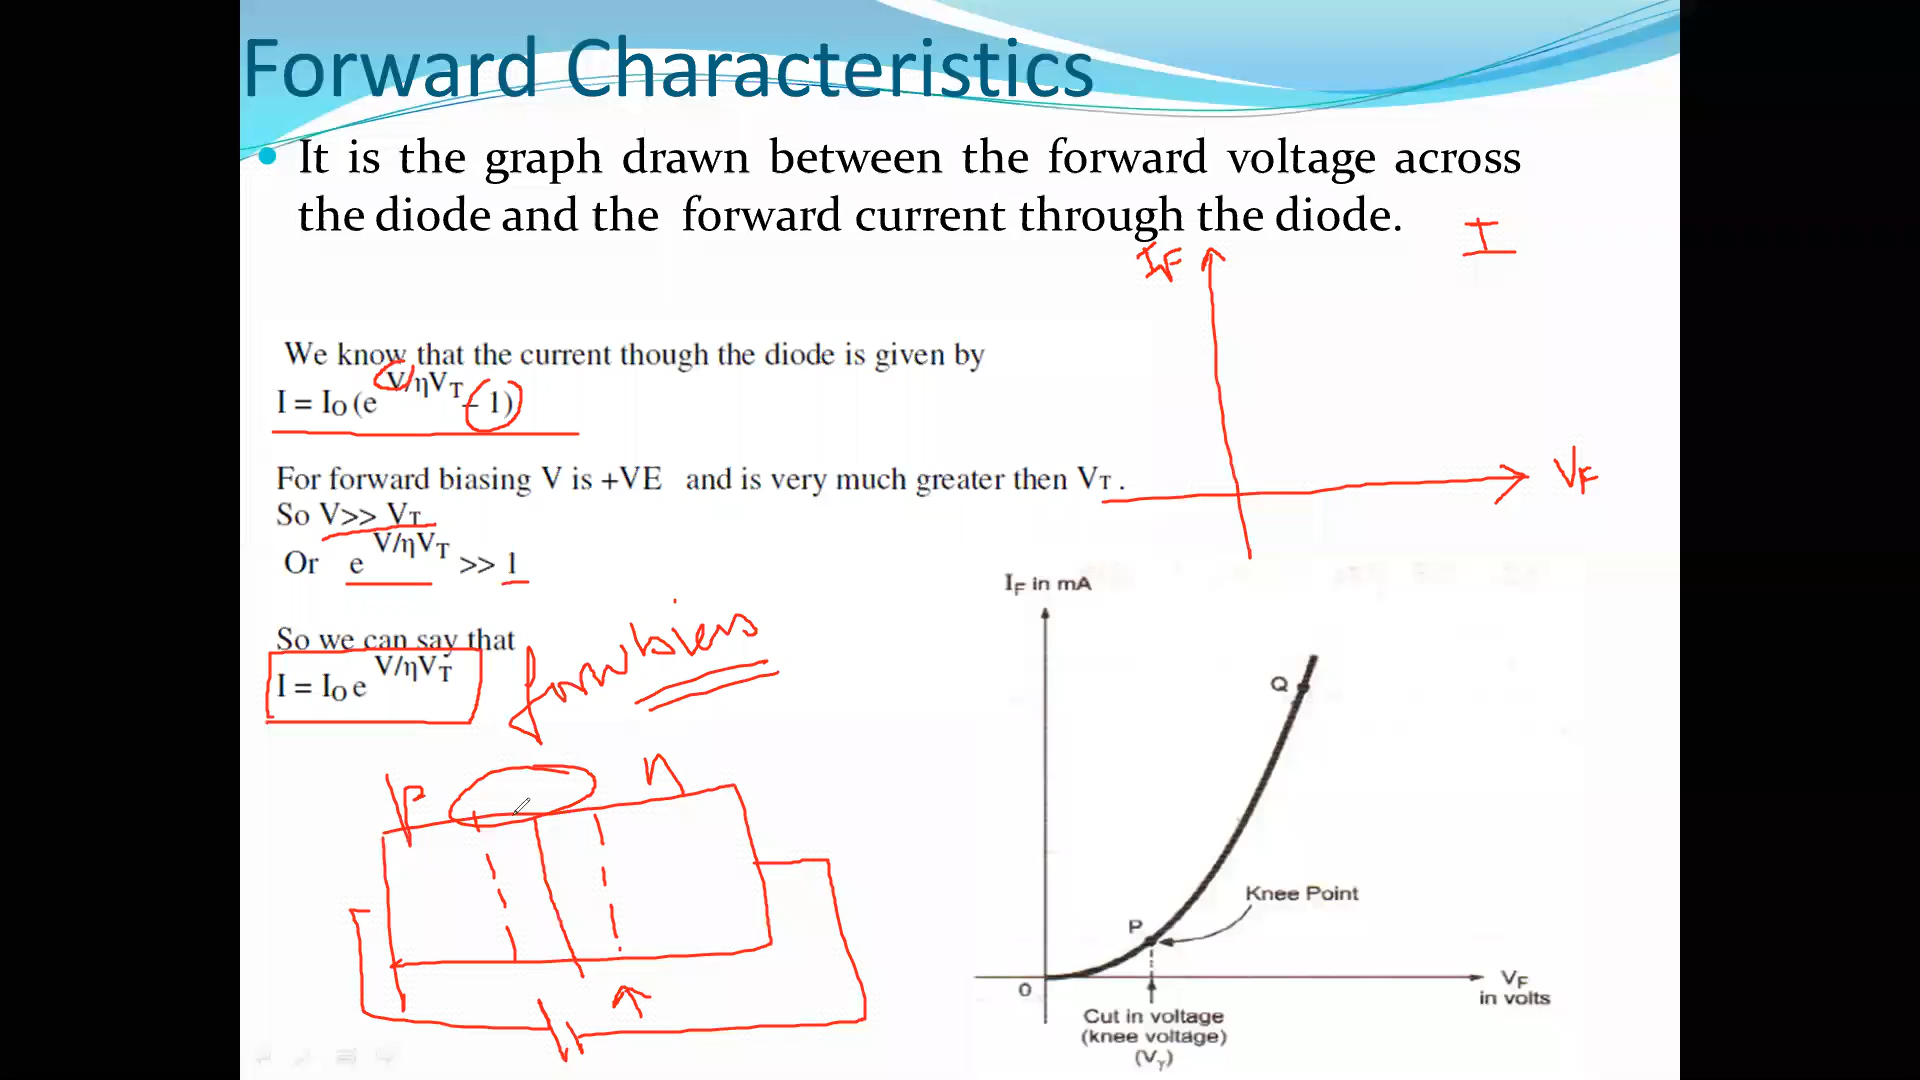 Forward Characteristics
• It is the graph drawn between the forward voltage across
the diode and the forward current through the diode.
I
IF
We know that the current though the diode is given by
I = IO (e V/ηVT – 1)
VF
For forward biasing V is +VE and is very much greater then VT .
So V>> VT
Or e V/ηVT >> 1
So we can say that
I = IO e V/ηVT
P
n
IF in mA
Q
Knee Point
P
O
VF
in volts
Cut in voltage
(knee voltage)
(Vγ)